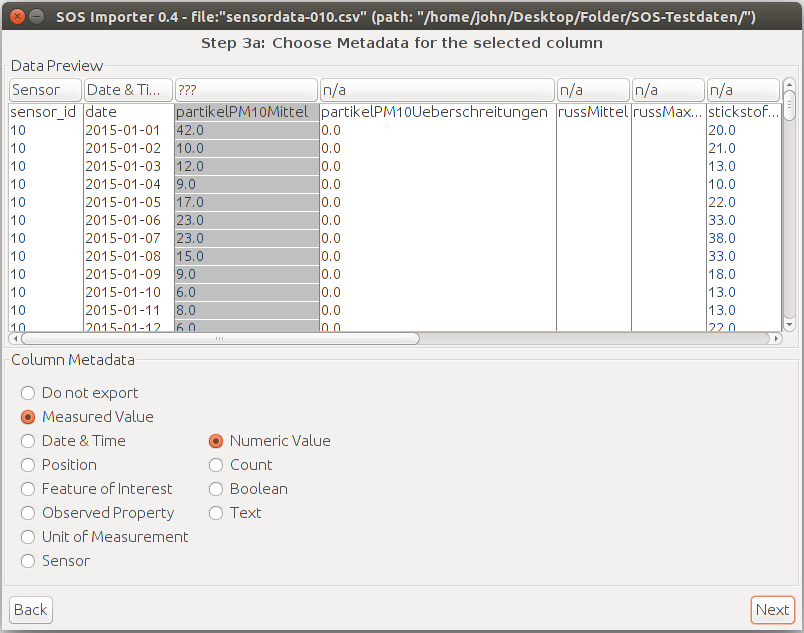 SOS Importer 0.4 - file:"sensordata-010.csv" (path: "/home/john/Desktop/Folder/SOS-Testdaten/")
Step 3a: Choose Metadata for the selected column
Data Preview
Sensor Date & Ti... ??? n/a n/a n/a n/a
sensor_id date partikelPM10Mittel partikelPM10Ueberschreitungen russMittel russMax... stickstof...
10 2015-01-01 42.0 0.0 20.0
10 2015-01-02 10.0 0.0 21.0
10 2015-01-03 12.0 0.0 13.0
10 2015-01-04 9.0 0.0 10.0
10 2015-01-05 17.0 0.0 22.0
10 2015-01-06 23.0 0.0 33.0
10 2015-01-07 23.0 0.0 38.0
10 2015-01-08 15.0 0.0 33.0
10 2015-01-09 9.0 0.0 18.0
10 2015-01-10 6.0 0.0 13.0
10 2015-01-11 8.0 0.0 13.0
10 2015-01-12 6.0 0.0 22.0
Column Metadata
Do not export
Measured Value
Date & Time Numeric Value
Position Count
Feature of Interest Boolean
Observed Property Text
Unit of Measurement
Sensor
Back Next